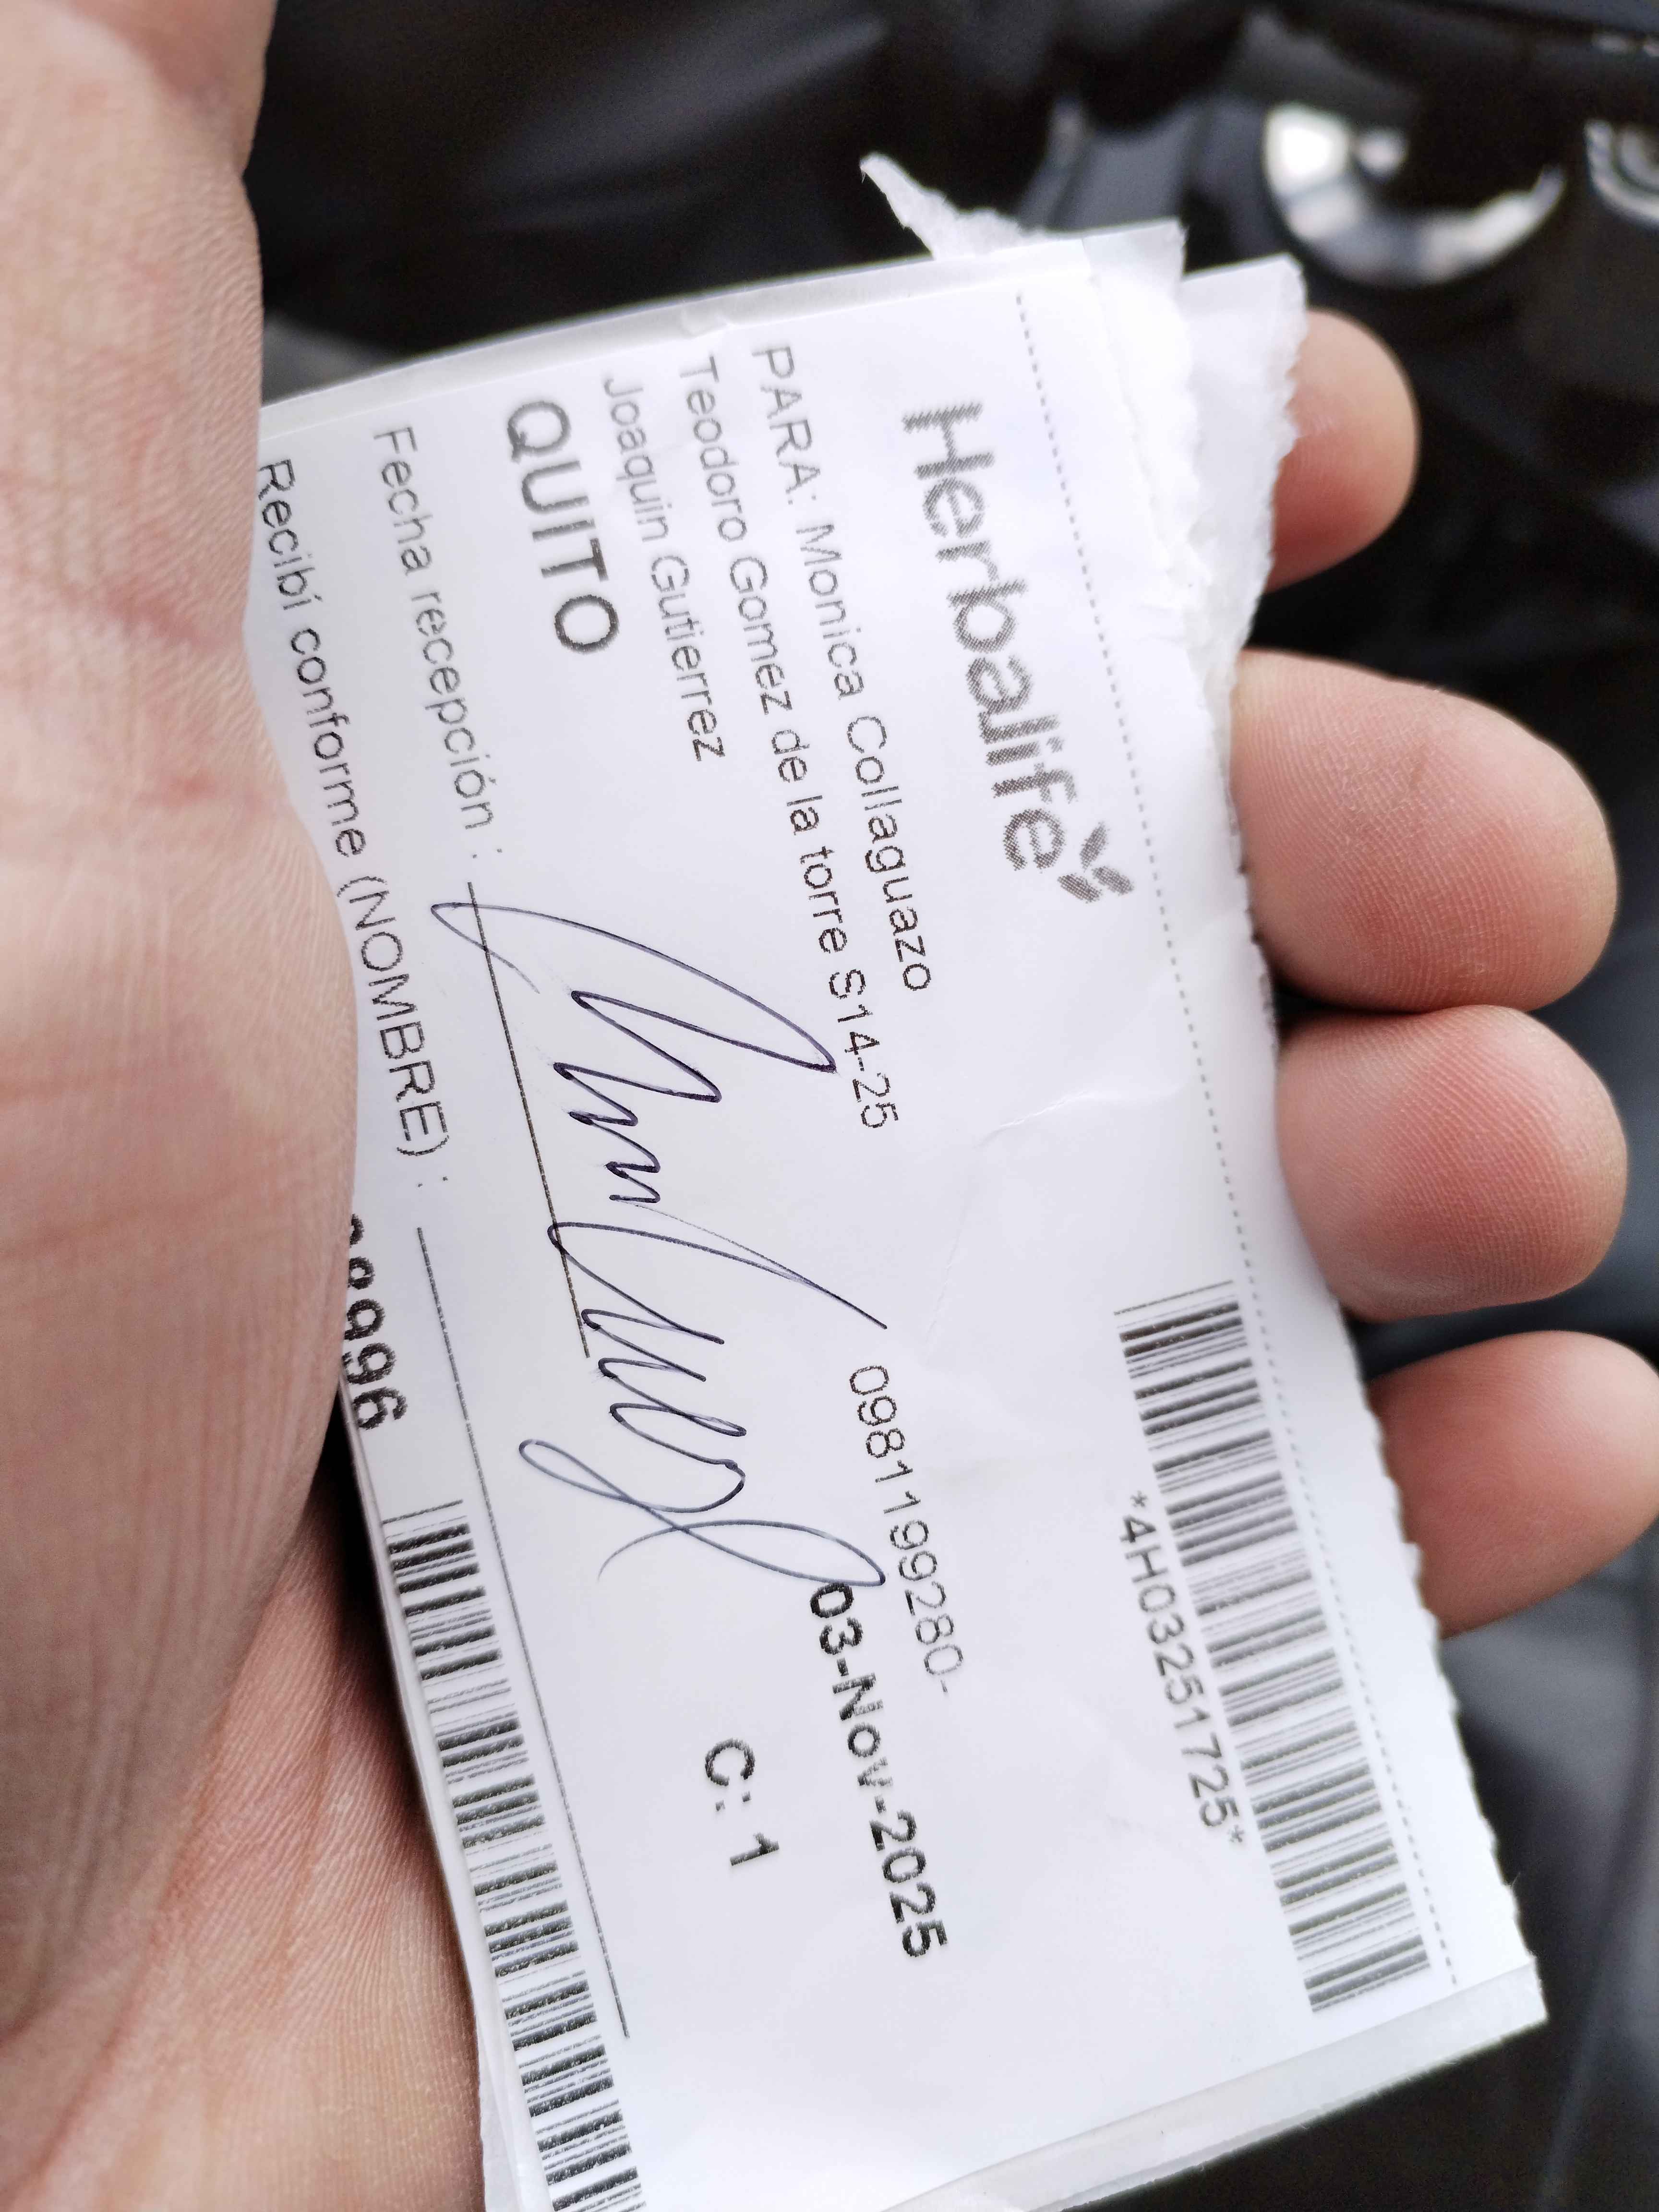 Herbalife
*4H03251725*
PARA: Monica Collaguazo
Teodoro Gomez de la torre S14-25 0981199280-
Joaquin Gutierrez
03-Nov-2025
QUITO
C: 1
Fecha recepción :
Recibí conforme (NOMBRE) :
8996